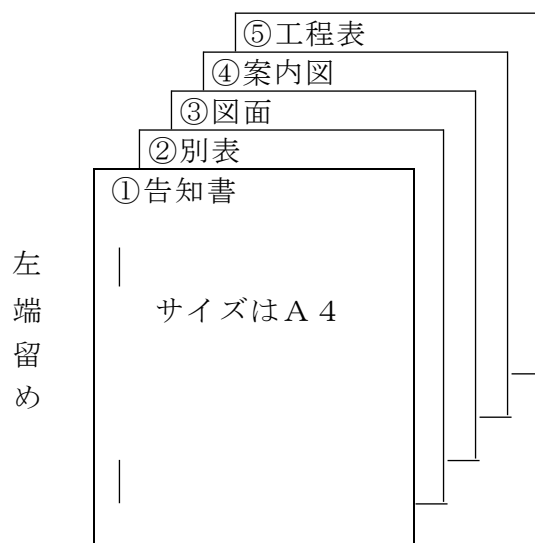 ⑤工程表
④案内図
③図面
②別表
①告知書
左端留め
サイズはA４